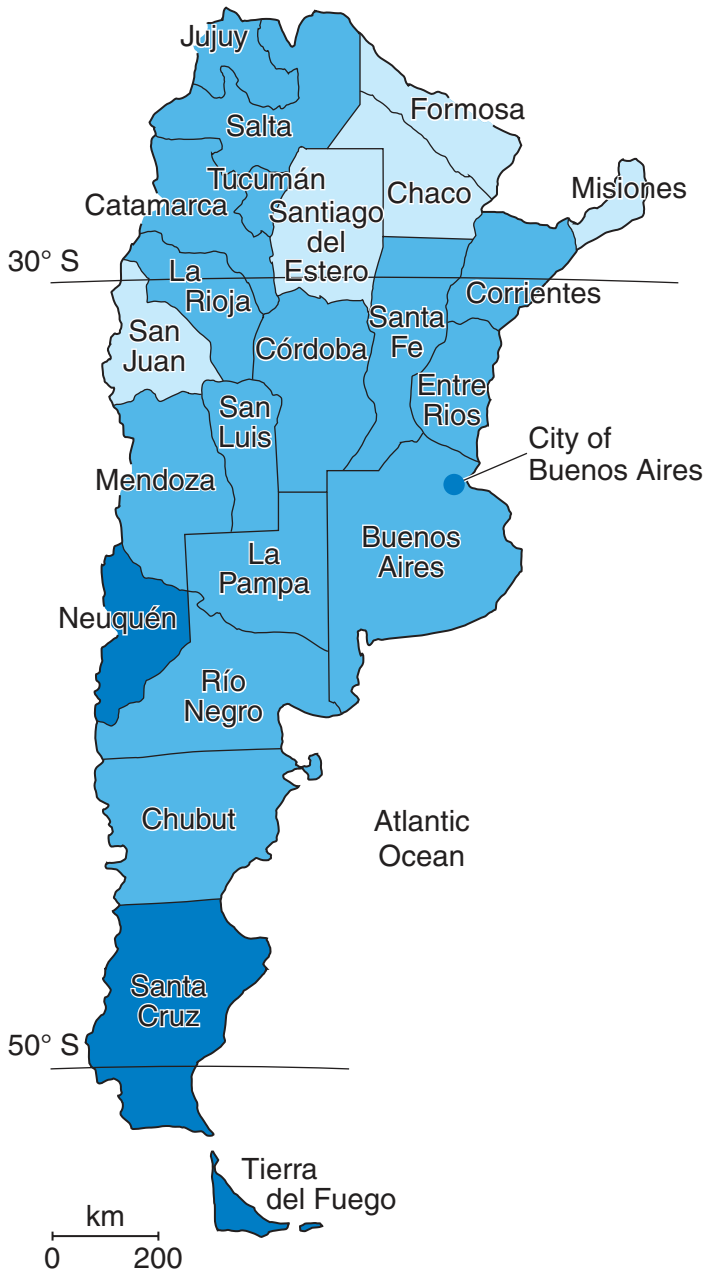 Jujuy
Formosa
Salta
Tucumán
Misiones
Chaco
Catamarca
Santiago
del
Estero
30° S
La
Rioja
Corrientes
Santa
Fe
San
Juan
Córdoba
Entre
Rios
San
Luis
City of
Buenos Aires
Mendoza
Buenos
Aires
La
Pampa
Neuquén
Río
Negro
Chubut
Atlantic
Ocean
Santa
Cruz
50° S
Tierra
del Fuego
km
0 200